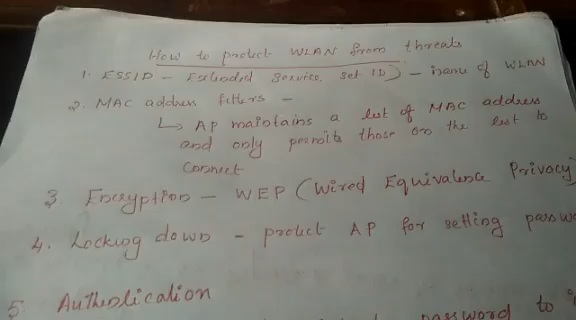 How to protect WLAN from threats
1. ESSID - Extended Service Set ID) - name of WLAN
2. MAC address filters -
↳ AP maintains a list of MAC address
and only permits those on the list to
connect
3. Encryption - WEP (Wired Equivalence Privacy)
4. Locking down - protect AP for setting passw
5. Authentication
password to